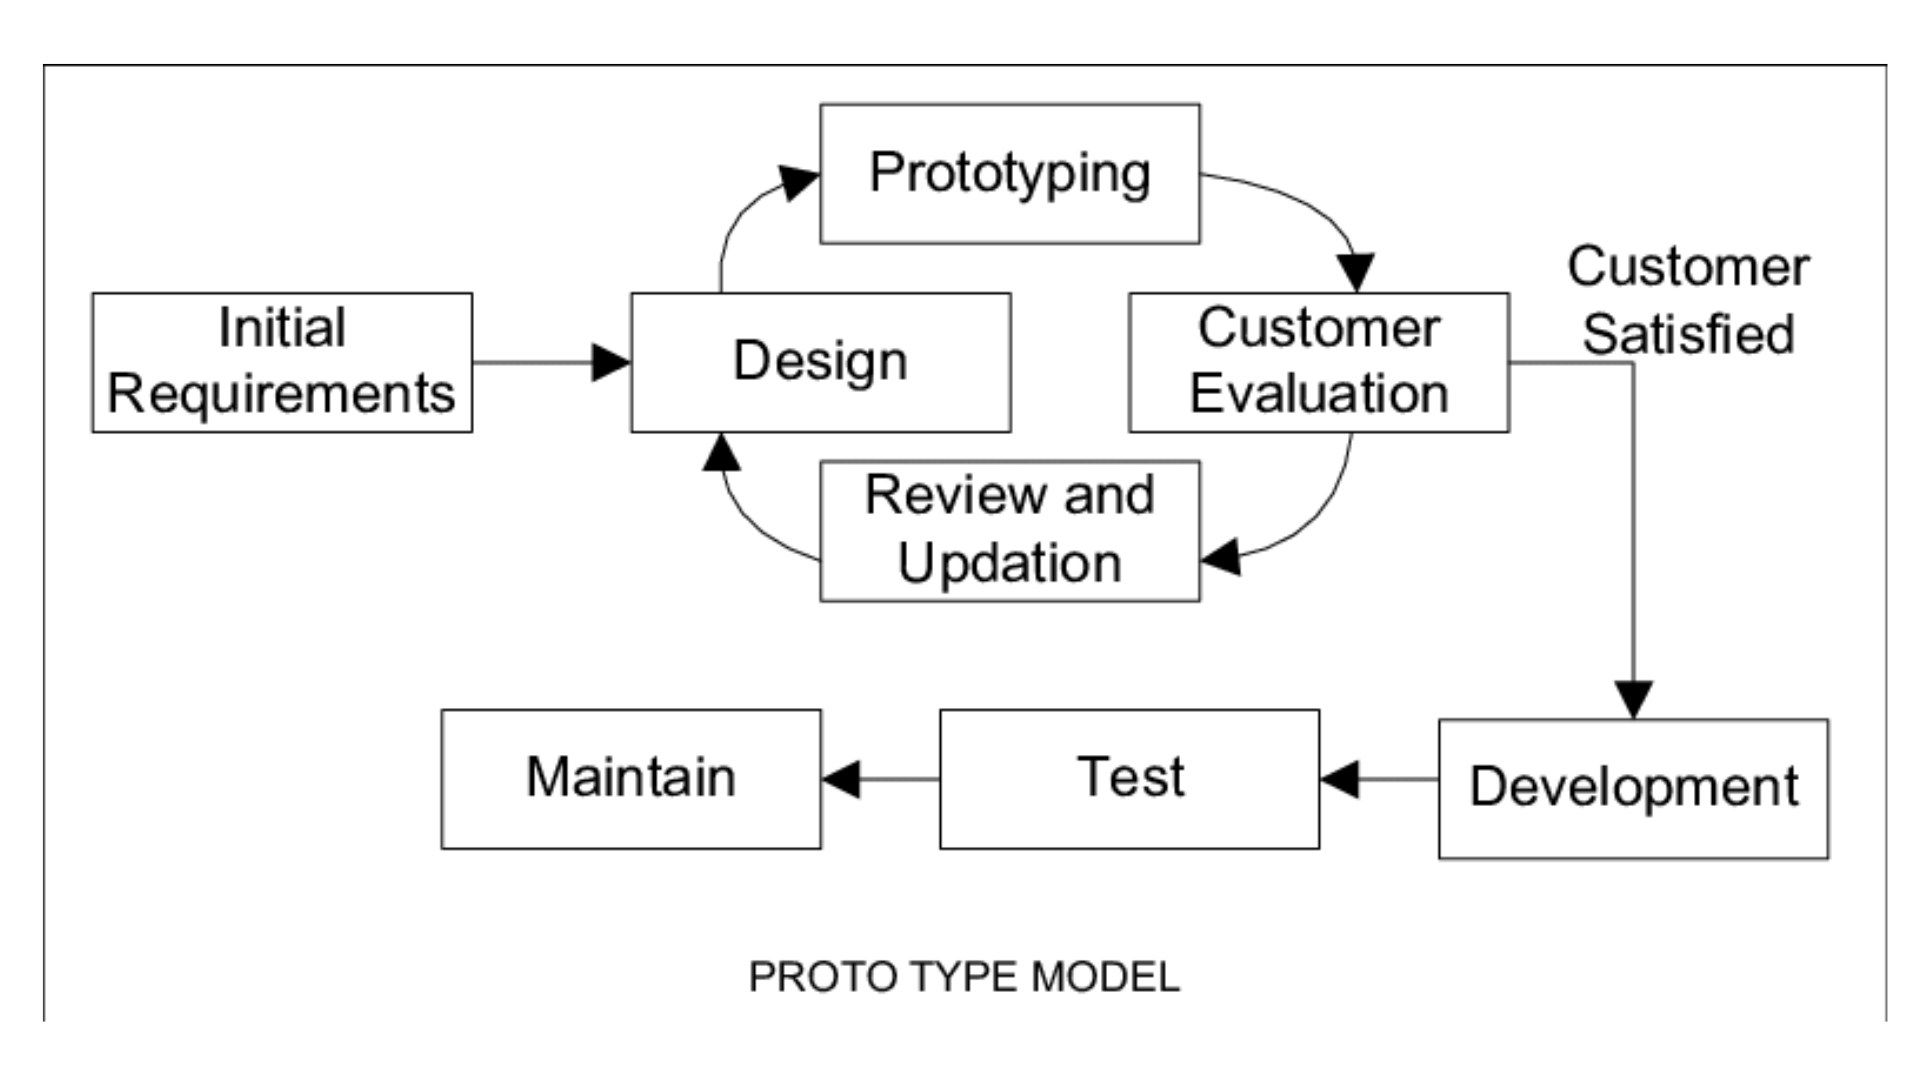 Prototyping
Customer
Satisfied
Initial
Requirements
Design
Customer
Evaluation
Review and
Updation
Maintain
Test
Development
PROTO TYPE MODEL